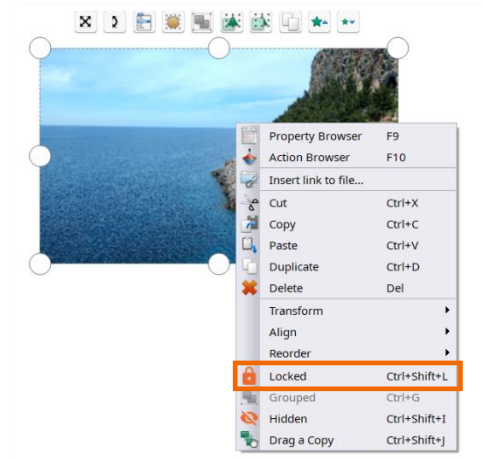 Property Browser F9
Action Browser F10
Insert link to file...
Cut Ctrl+X
Copy Ctrl+C
Paste Ctrl+V
Duplicate Ctrl+D
Delete Del
Transform
Align
Reorder
Locked Ctrl+Shift+L
Grouped Ctrl+G
Hidden Ctrl+Shift+I
Drag a Copy Ctrl+Shift+J